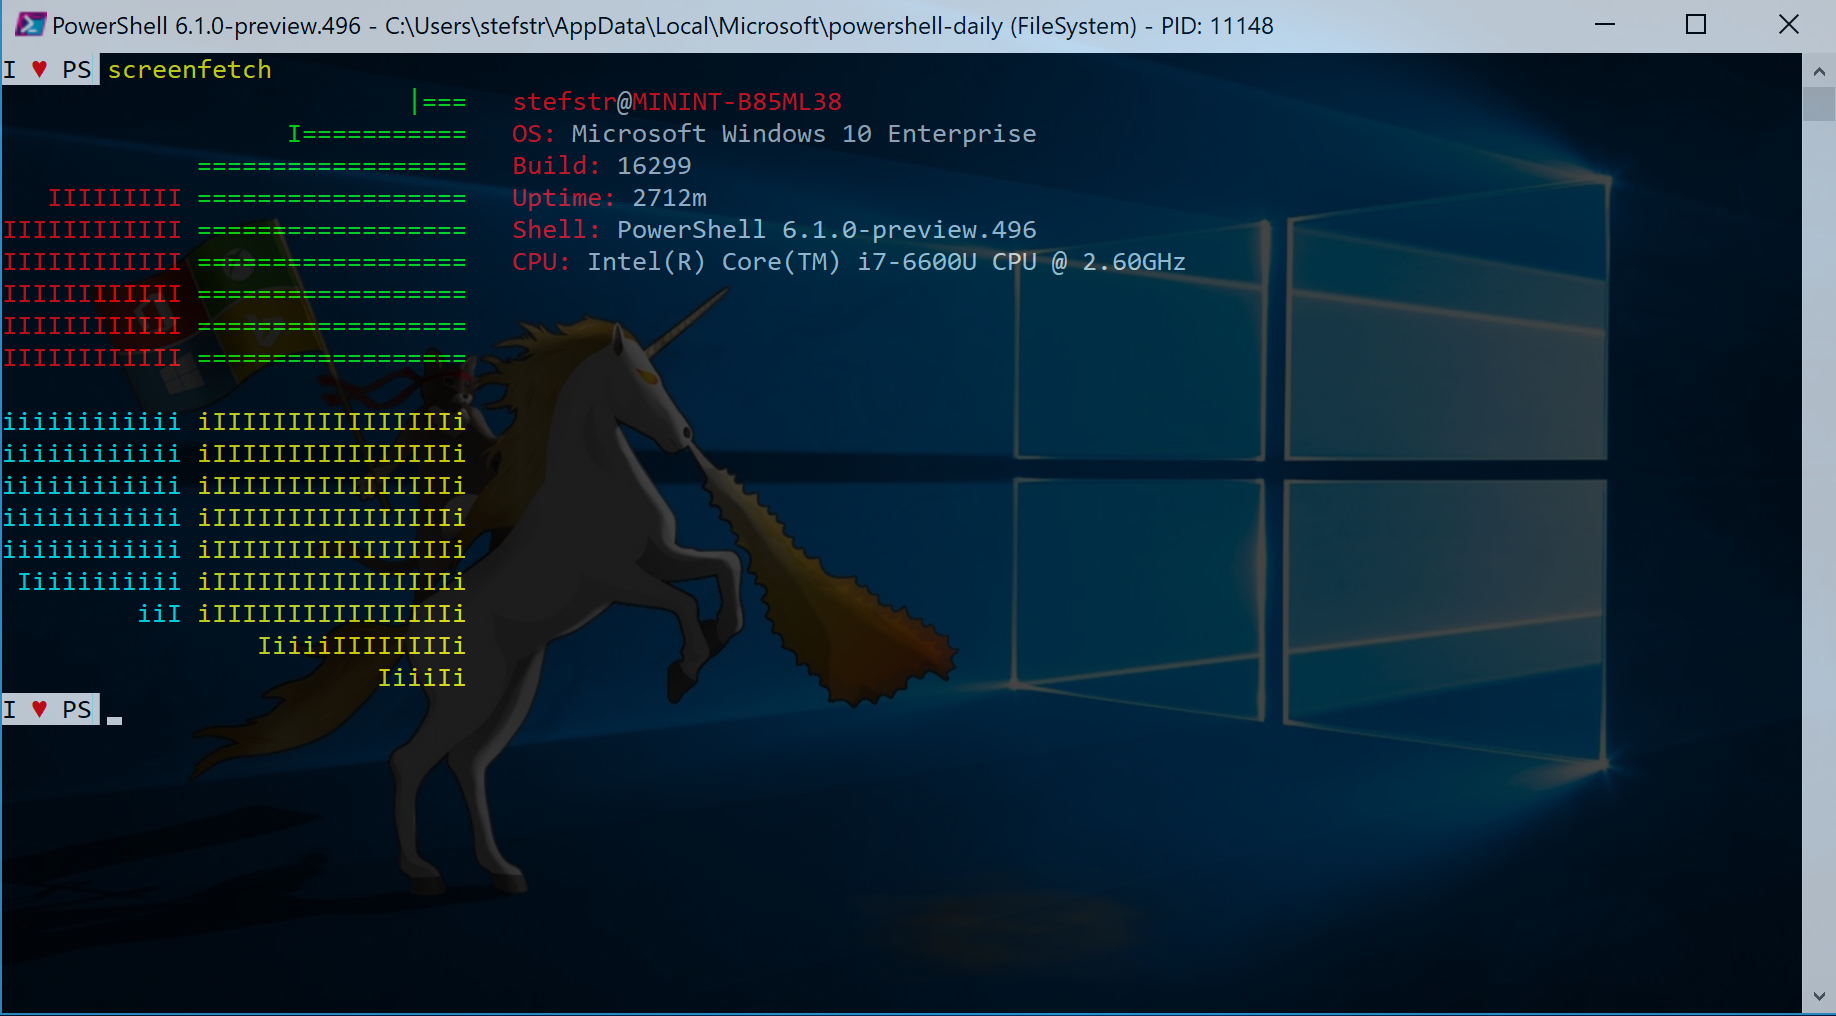 PowerShell 6.1.0-preview.496 - C:\Users\stefstr\AppData\Local\Microsoft\powershell-daily (FileSystem) - PID: 11148
I ♥ PS screenfetch
|=== stefstr@MININT-B85ML38
I=========== OS: Microsoft Windows 10 Enterprise
================== Build: 16299
IIIIIIIII ================== Uptime: 2712m
IIIIIIIIIIII ================== Shell: PowerShell 6.1.0-preview.496
IIIIIIIIIIII ================== CPU: Intel(R) Core(TM) i7-6600U CPU @ 2.60GHz
IIIIIIIIIIII ==================
IIIIIIIIIIII ==================
IIIIIIIIIIII ==================
iiiiiiiiiiii iIIIIIIIIIIIIIIIIi
iiiiiiiiiiii iIIIIIIIIIIIIIIIIi
iiiiiiiiiiii iIIIIIIIIIIIIIIIIi
iiiiiiiiiiii iIIIIIIIIIIIIIIIIi
iiiiiiiiiiii iIIIIIIIIIIIIIIIIi
Iiiiiiiiiii iIIIIIIIIIIIIIIIIi
iiI iIIIIIIIIIIIIIIIIi
IiiiiIIIIIIIIi
IiiiIi
I ♥ PS